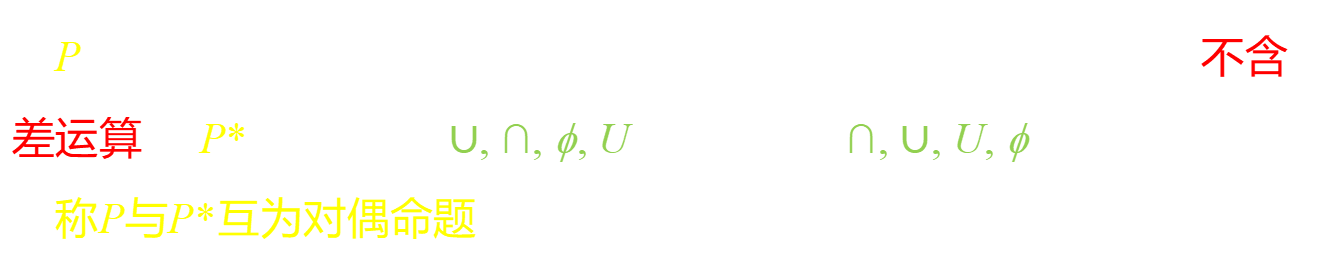 P 不含
差运算 P* ∪, ∩, ϕ, U ∩, ∪, U, ϕ
称P与P*互为对偶命题